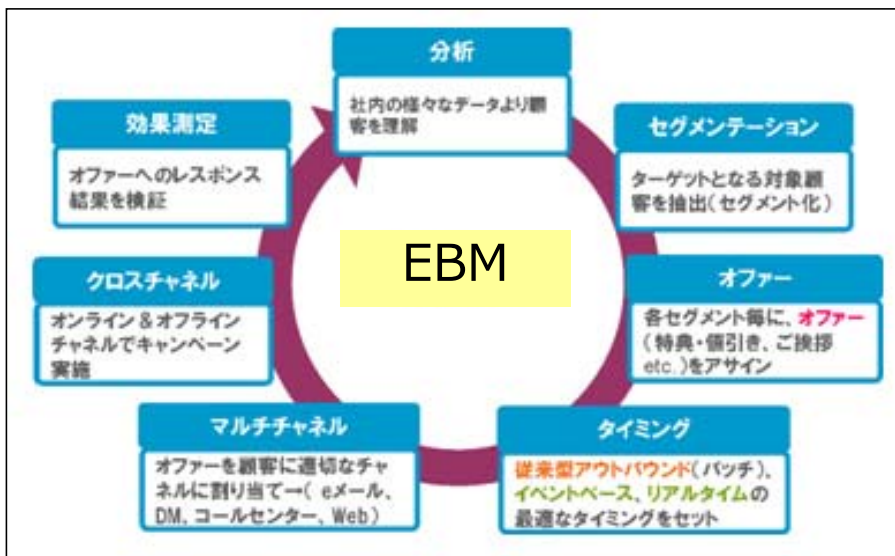 分析
社内の様々なデータより顧
客を理解
セグメンテーション
ターゲットとなる対象顧
客を抽出(セグメント化)
オファー
各セグメント毎に、オファー
(特典・値引き、ご挨拶
etc.)をアサイン
タイミング
従来型アウトバウンド(バッチ)、
イベントベース、リアルタイムの
最適なタイミングをセット
マルチチャネル
オファーを顧客に適切なチャ
ネルに割り当て→( eメール、
DM、コールセンター、Web)
クロスチャネル
オンライン&オフライン
チャネルでキャンペーン
実施
効果測定
オファーへのレスポンス
結果を検証
EBM